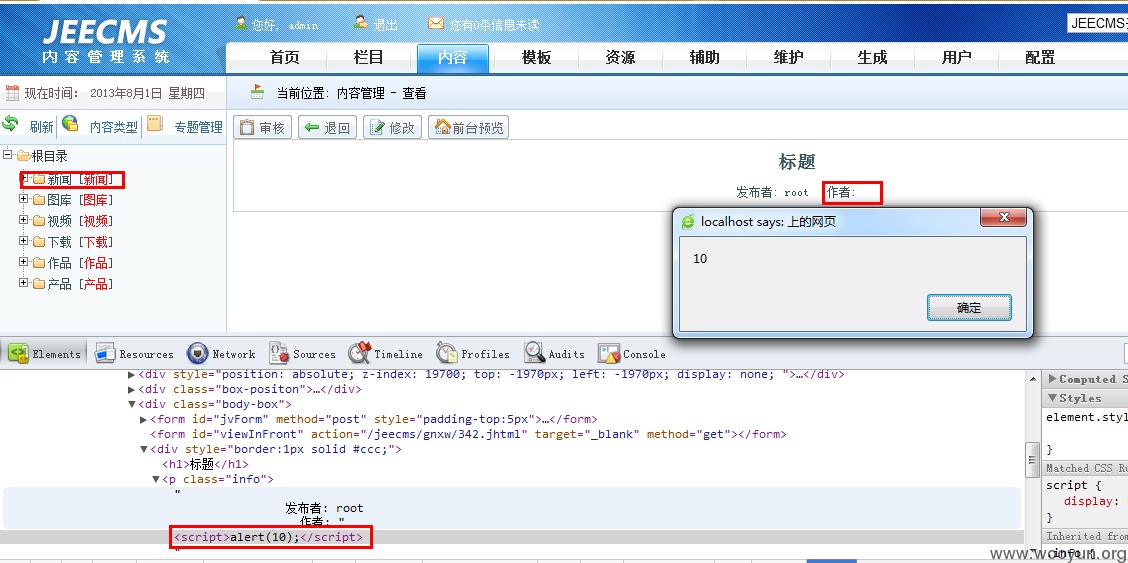 JEECMS
内容管理系统
您好, admin
退出
您有0条信息未读
JEECMS
首页 栏目 内容 模板 资源 辅助 维护 生成 用户 配置
现在时间: 2013年8月1日 星期四
当前位置: 内容管理 - 查看
刷新 内容类型 专题管理
审核 退回 修改 前台预览
根目录
新闻 [新闻]
图库 [图库]
视频 [视频]
下载 [下载]
作品 [作品]
产品 [产品]
标题
发布者: root 作者:
localhost says: 上的网页
10
确定
Elements Resources Network Sources Timeline Profiles Audits Console
▶<div style="position: absolute; z-index: 19700; top: -1970px; left: -1970px; display: none; ">…</div>
▶<div class="box-positon">…</div>
▼<div class="body-box">
▶<form id="jvForm" method="post" style="padding-top:5px">…</form>
<form id="viewInFront" action="/jeecms/gnxw/342.jhtml" target="_blank" method="get"></form>
▼<div style="border:1px solid #ccc;">
<h1>标题</h1>
▼<p class="info">
"
发布者: root
作者: "
<script>alert(10);</script>
"
▶Computed S
▼Styles
element.styl
}
Matched CSS Ru
script {
display:
}
Inherited from
.info {
www.wooyun.org